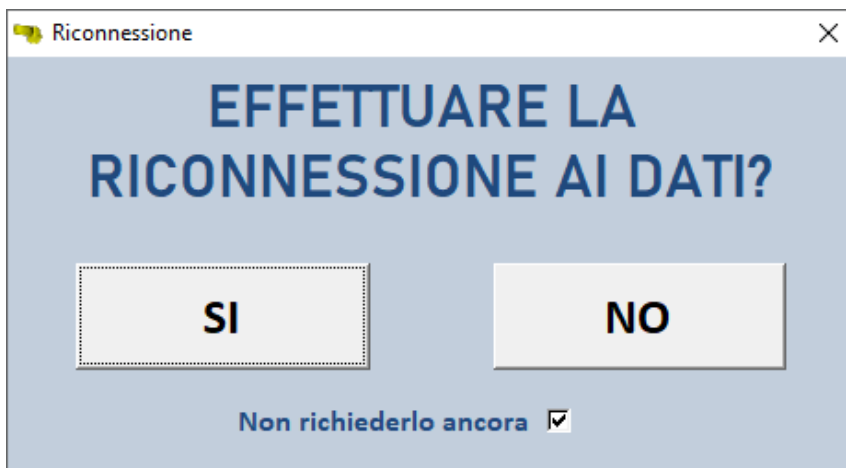 Riconnessione
EFFETTUARE LA
RICONNESSIONE AI DATI?
SI
NO
Non richiederlo ancora